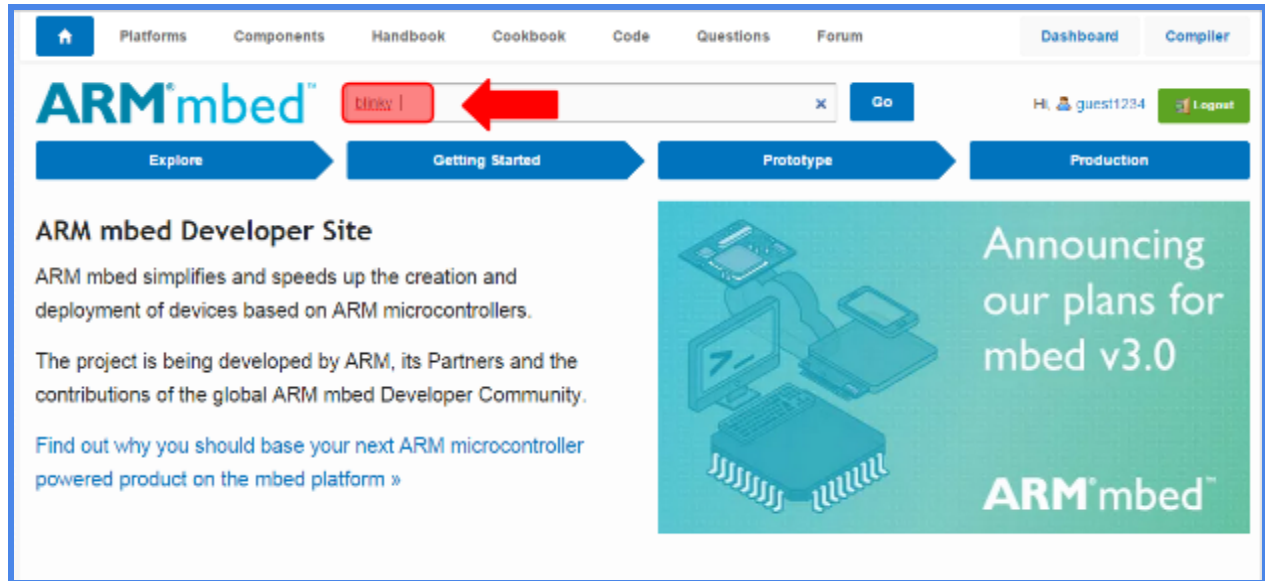 Platforms Components Handbook Cookbook Code Questions Forum Dashboard Compiler
ARM®mbed™ blinky x Go Hi, guest1234 Logout
Explore Getting Started Prototype Production
ARM mbed Developer Site
ARM mbed simplifies and speeds up the creation and
deployment of devices based on ARM microcontrollers.
The project is being developed by ARM, its Partners and the
contributions of the global ARM mbed Developer Community.
Find out why you should base your next ARM microcontroller
powered product on the mbed platform »
Announcing
our plans for
mbed v3.0
ARM®mbed™